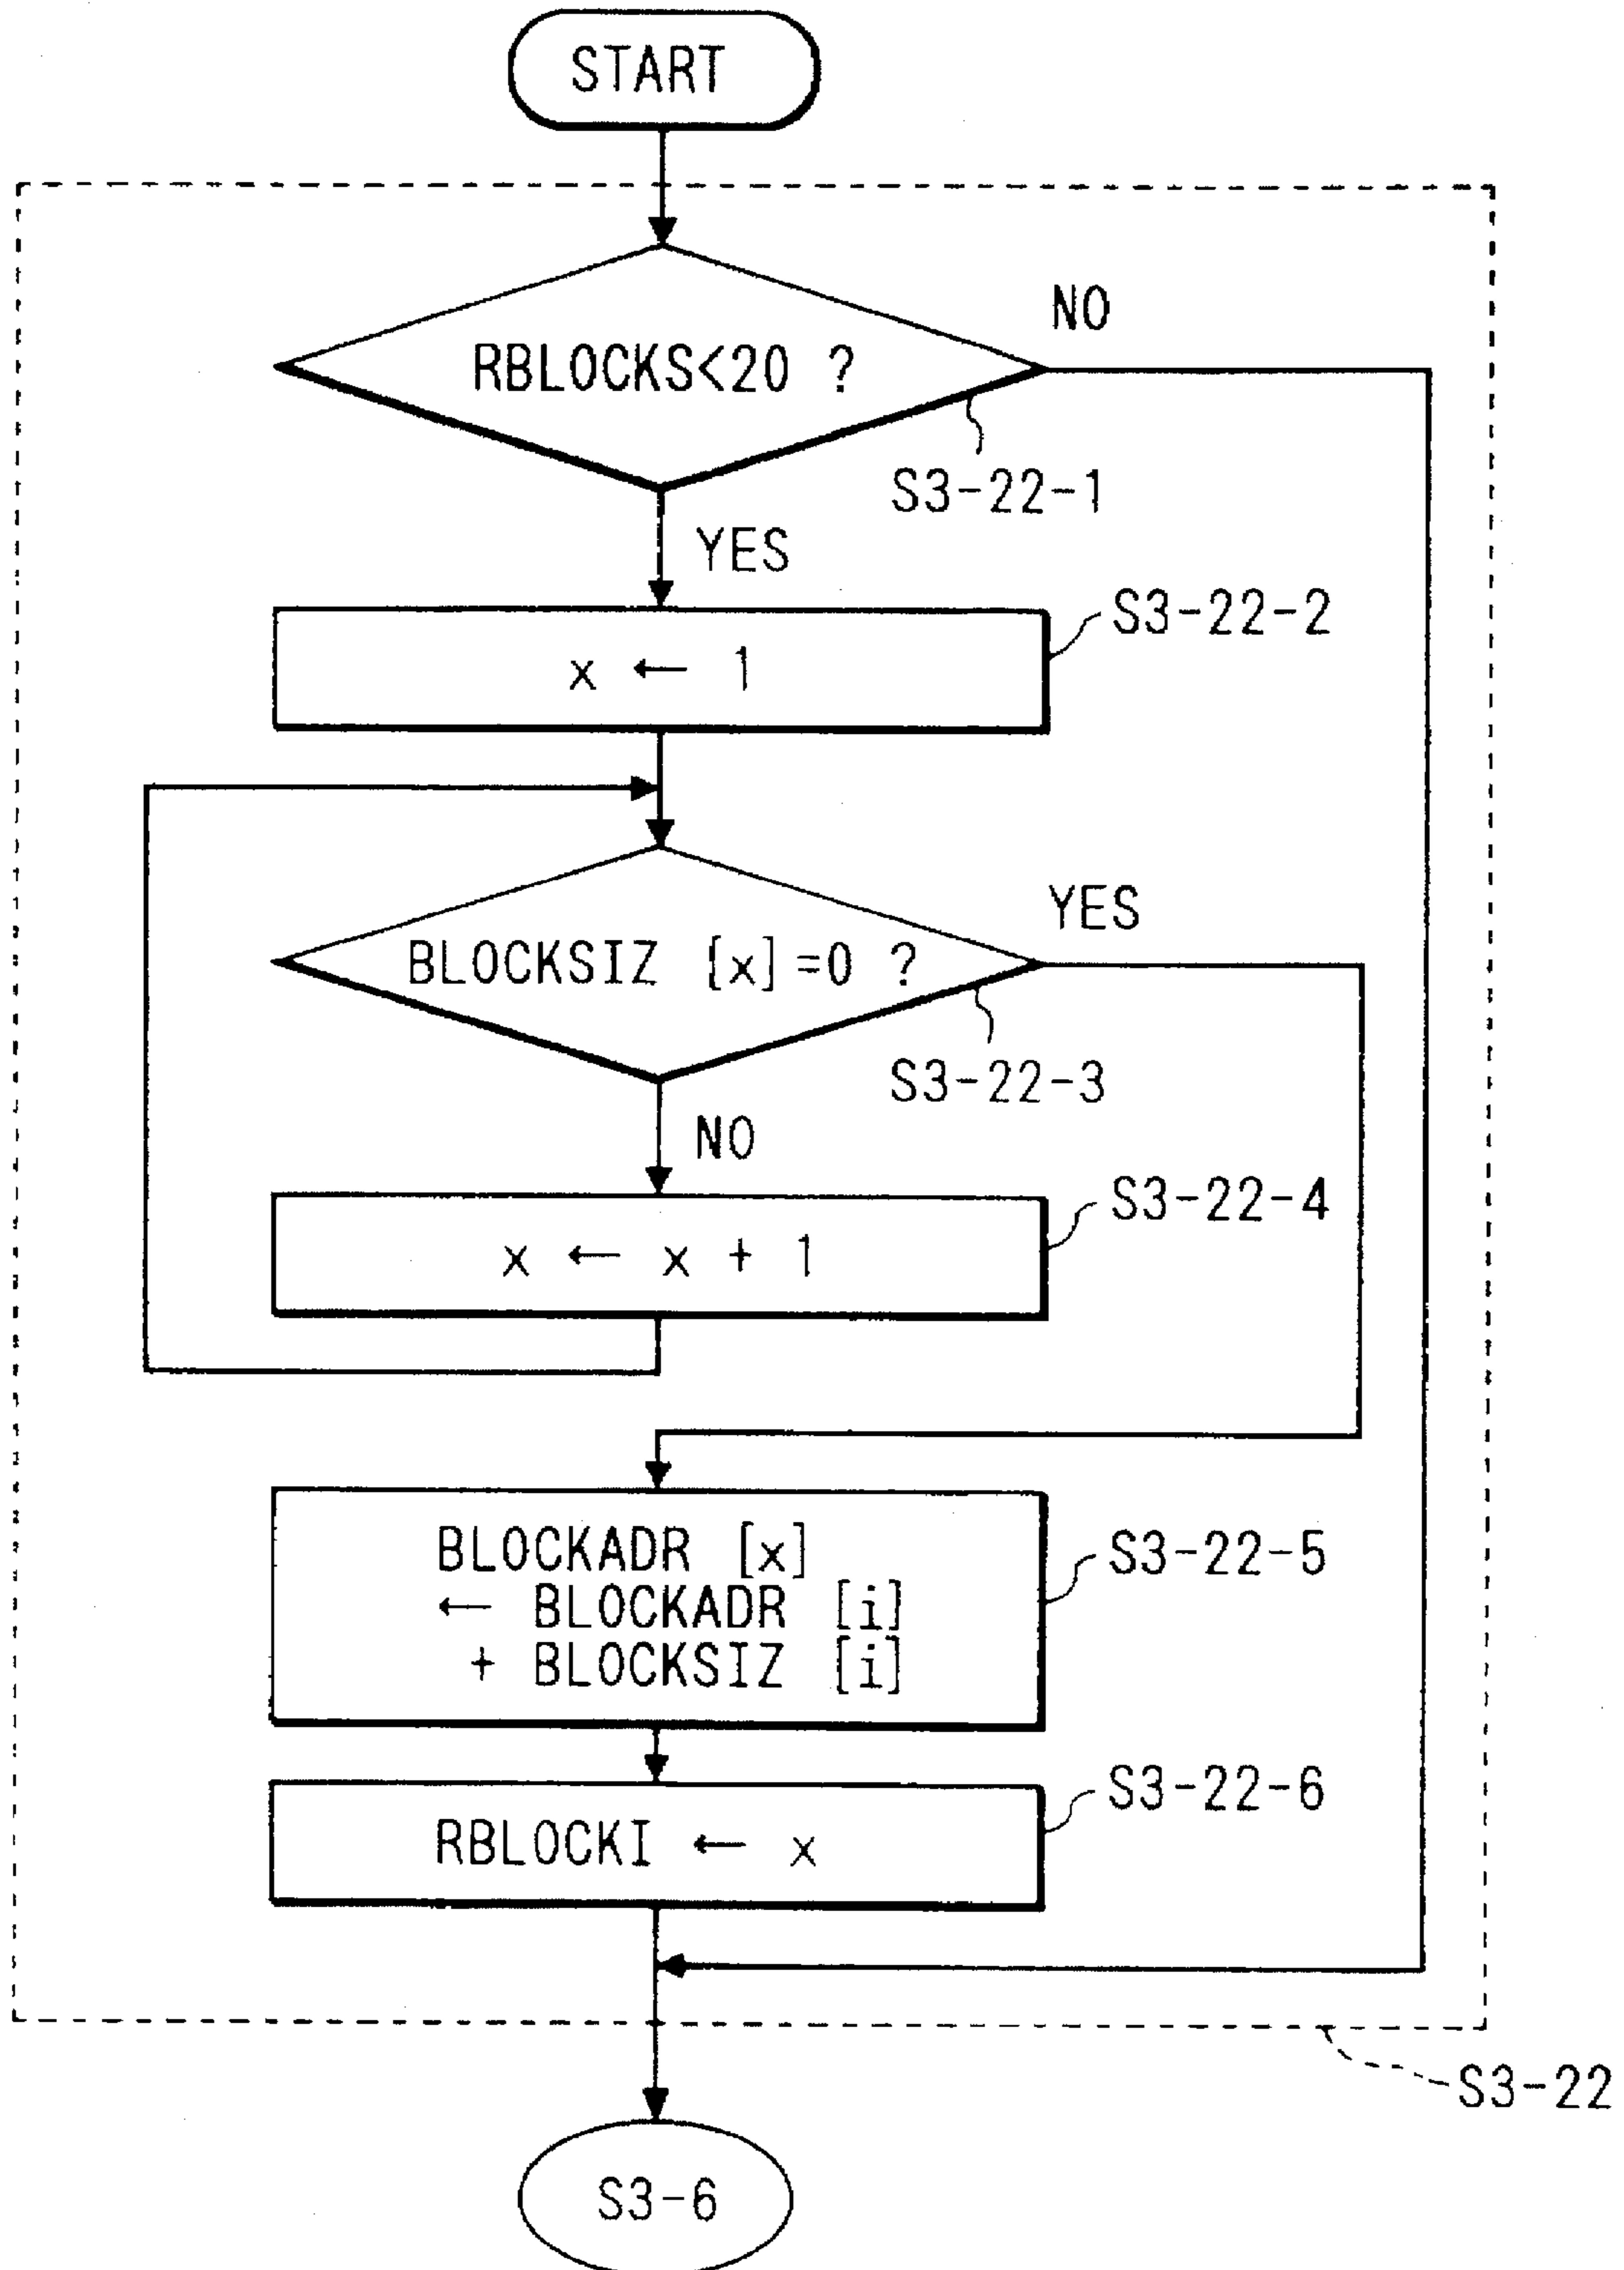 START
RBLOCKS<20 ?
NO
S3-22-1
YES
S3-22-2
x ← 1
BLOCKSIZ [x]=0 ?
YES
S3-22-3
NO
S3-22-4
x ← x + 1
BLOCKADR [x]
← BLOCKADR [i]
+ BLOCKSIZ [i]
S3-22-5
RBLOCKI ← x
S3-22-6
S3-22
S3-6